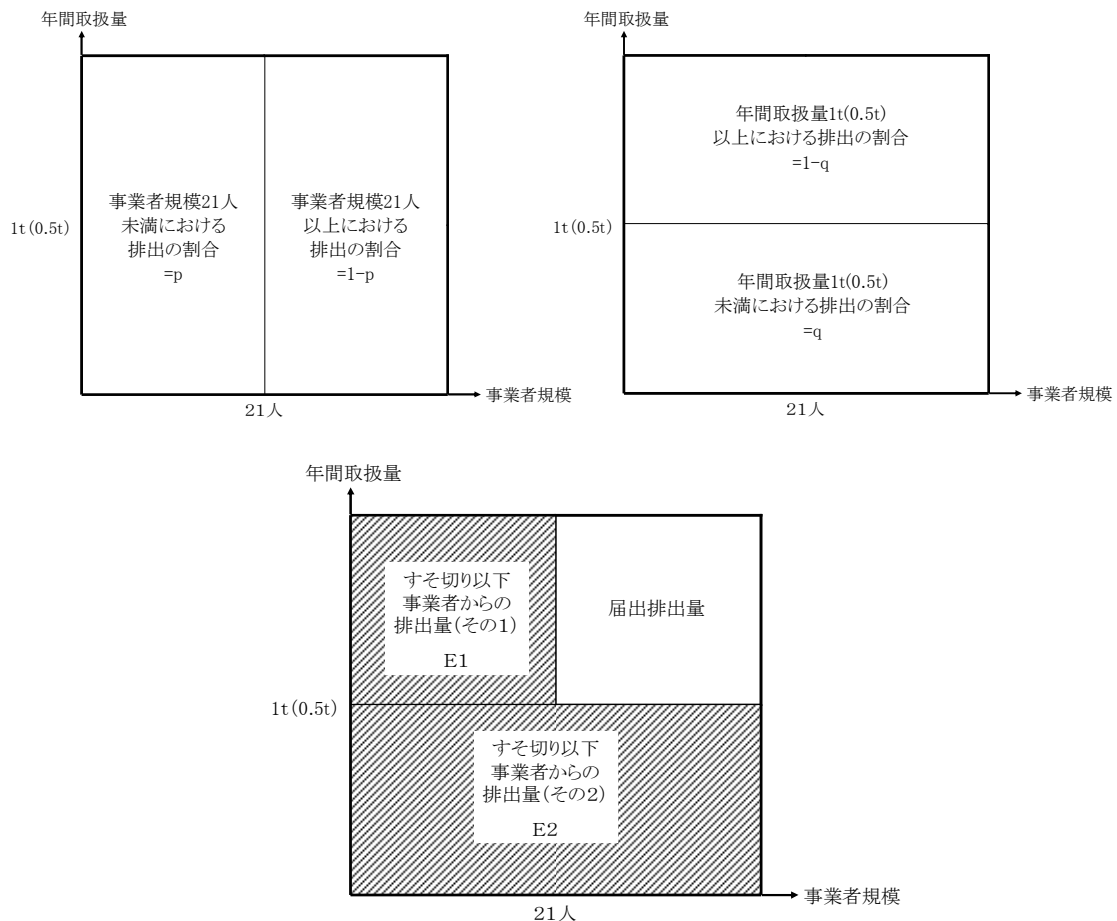 年間取扱量
事業者規模21人
未満における
排出の割合
=p
事業者規模21人
以上における
排出の割合
=1-p
1t(0.5t)
21人
事業者規模
年間取扱量
年間取扱量1t(0.5t)
以上における排出の割合
=1-q
1t(0.5t)
年間取扱量1t(0.5t)
未満における排出の割合
=q
21人
事業者規模
年間取扱量
すそ切り以下
事業者からの
排出量(その1)
E1
届出排出量
1t(0.5t)
すそ切り以下
事業者からの
排出量(その2)
E2
21人
事業者規模